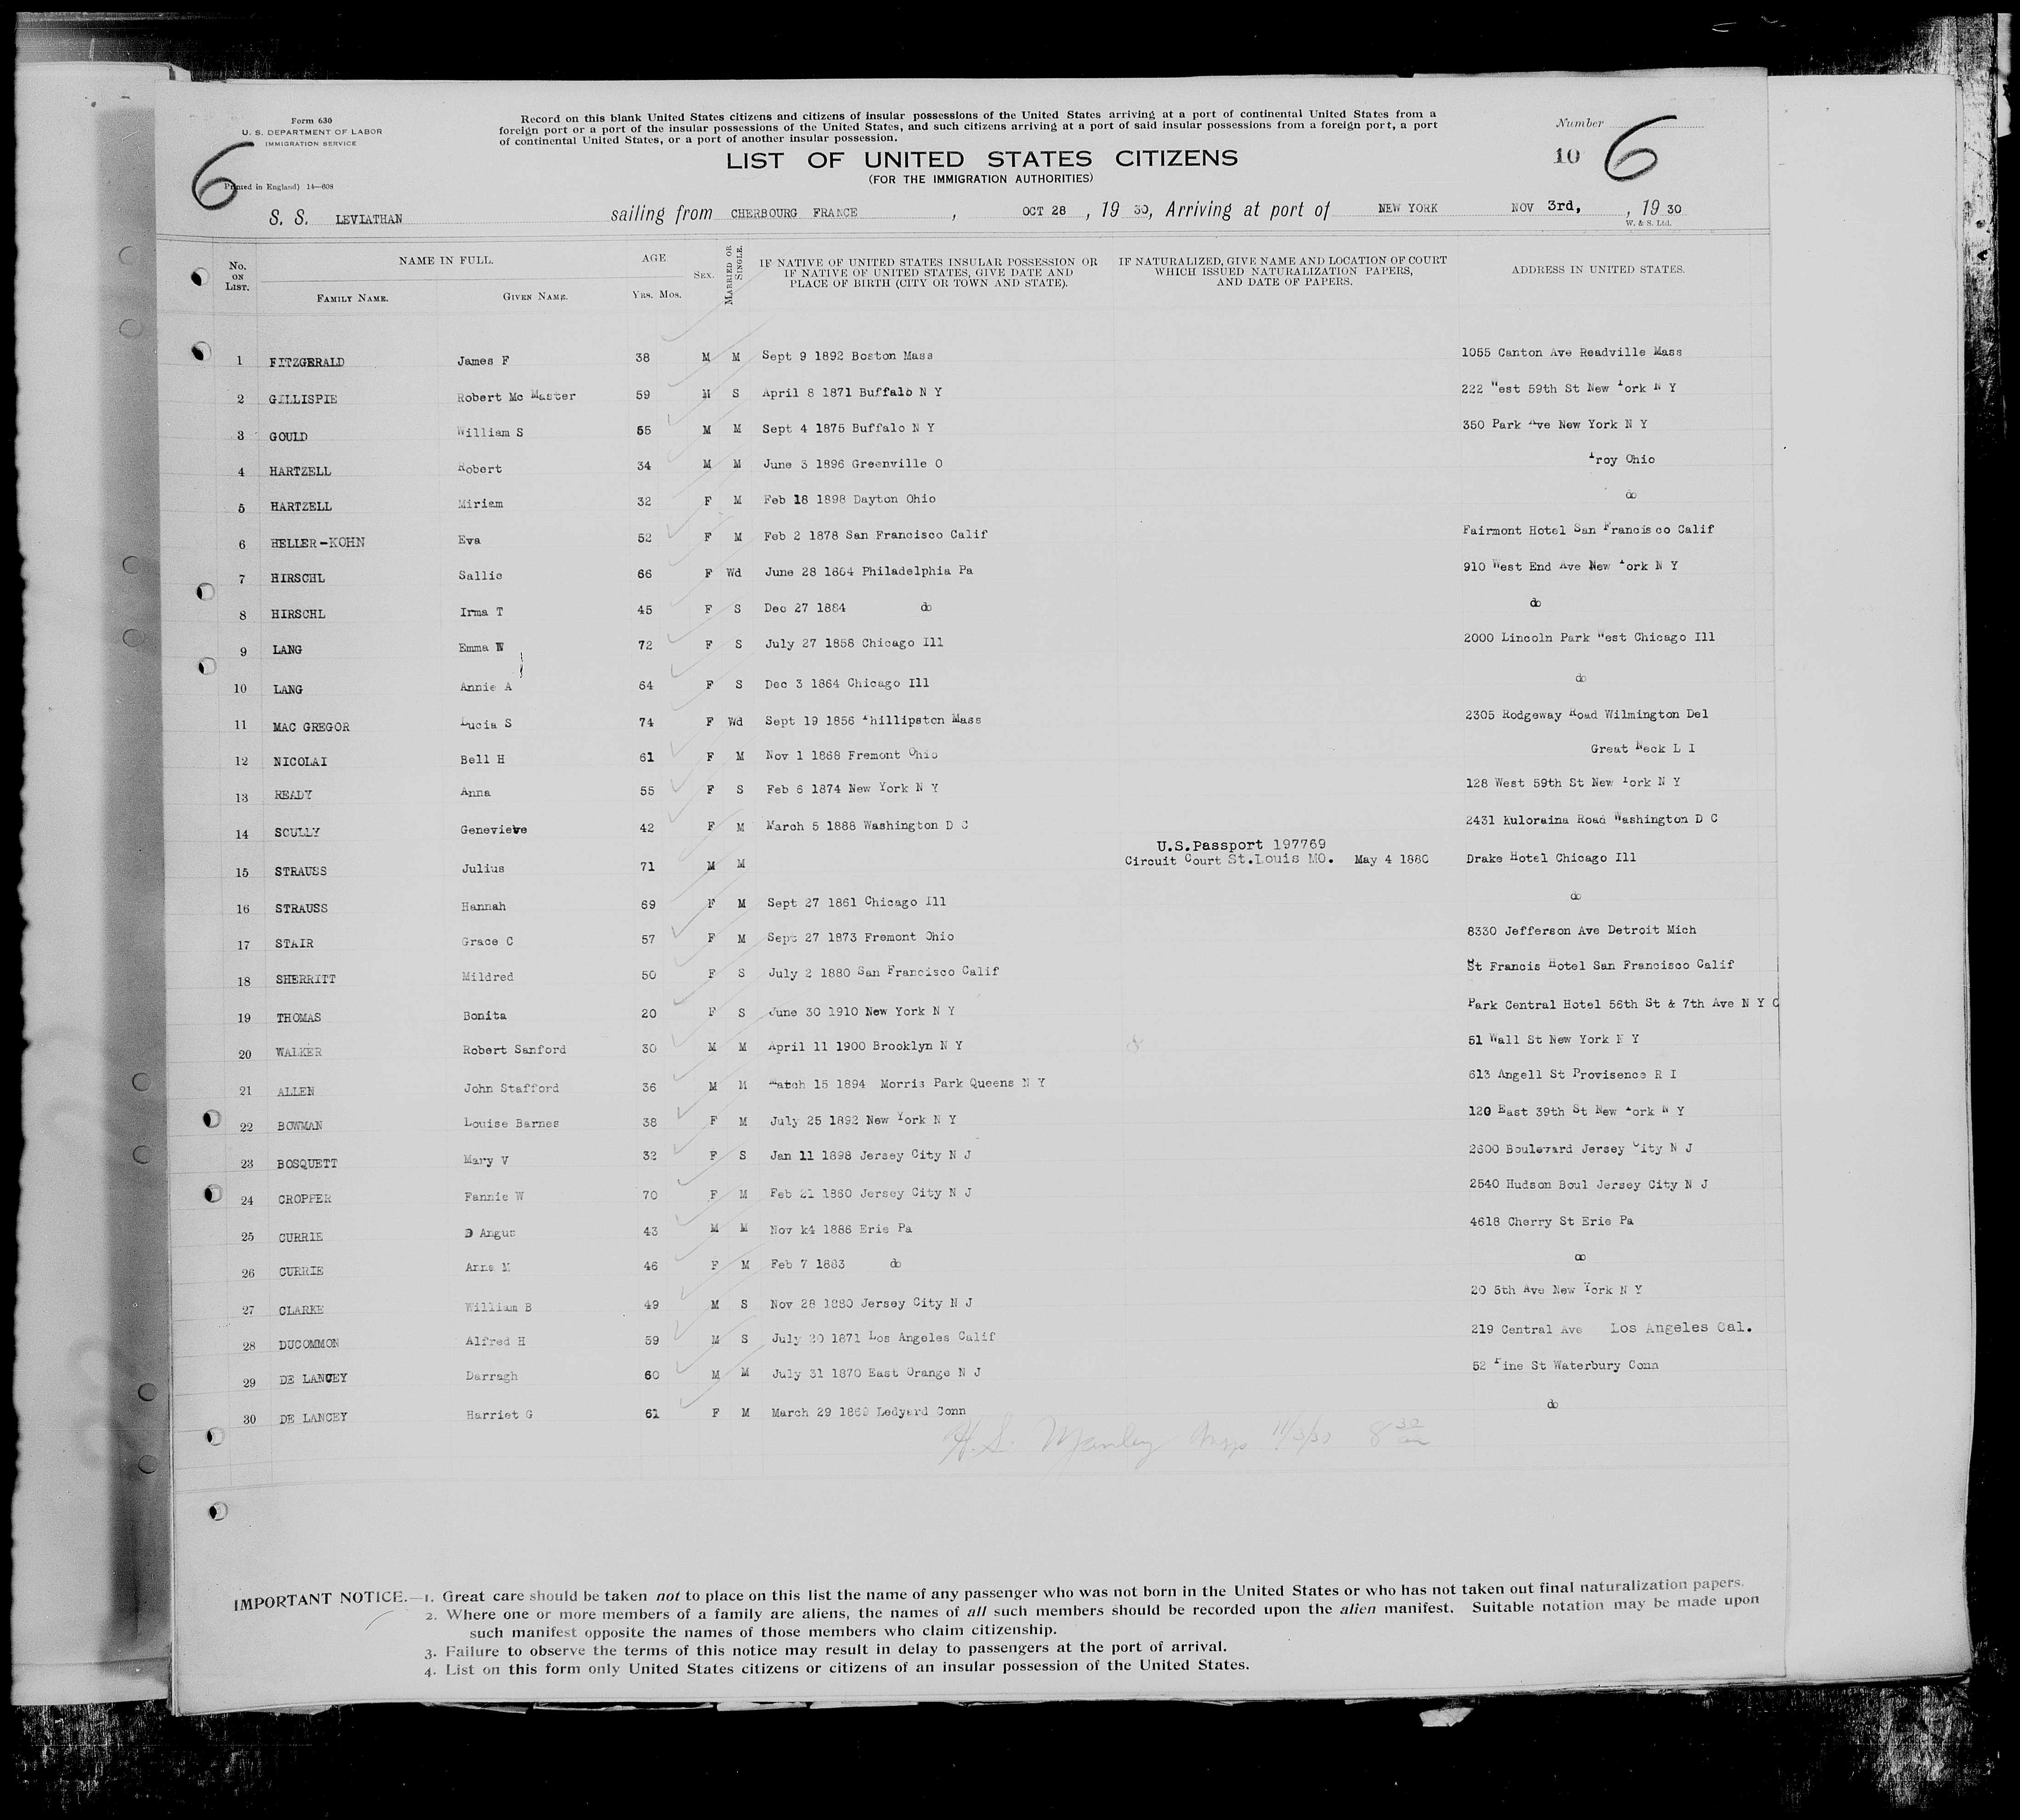 Form 630
U. S. DEPARTMENT OF LABOR
IMMIGRATION SERVICE
Printed in England) 14—608
6
Record on this blank United States citizens and citizens of insular possessions of the United States arriving at a port of continental United States from a
foreign port or a port of the insular possessions of the United States, and such citizens arriving at a port of said insular possessions from a foreign port, a port
of continental United States, or a port of another insular possession.
Number
10 6
LIST OF UNITED STATES CITIZENS
(FOR THE IMMIGRATION AUTHORITIES)
S. S. LEVIATHAN sailing from CHERBOURG FRANCE, OCT 28, 19 30, Arriving at port of NEW YORK NOV 3rd, , 19 30
W. & S. Ltd.
No. ON LIST. NAME IN FULL. FAMILY NAME. GIVEN NAME. AGE YRS. MOS. SEX. MARRIED OR SINGLE. IF NATIVE OF UNITED STATES INSULAR POSSESSION OR IF NATIVE OF UNITED STATES, GIVE DATE AND PLACE OF BIRTH (CITY OR TOWN AND STATE). IF NATURALIZED, GIVE NAME AND LOCATION OF COURT WHICH ISSUED NATURALIZATION PAPERS, AND DATE OF PAPERS. ADDRESS IN UNITED STATES.
1 FITZGERALD James F 38 M M Sept 9 1892 Boston Mass 1055 Canton Ave Readville Mass
2 GILLISPIE Robert Mc Master 59 M S April 8 1871 Buffalo N Y 222 West 59th St New York N Y
3 GOULD William S 55 M M Sept 4 1875 Buffalo N Y 350 Park Ave New York N Y
4 HARTZELL Robert 34 M M June 3 1896 Greenville O Troy Ohio
5 HARTZELL Miriam 32 F M Feb 18 1898 Dayton Ohio do
6 HELLER-KOHN Eva 52 F M Feb 2 1878 San Francisco Calif Fairmont Hotel San Francisco Calif
7 HIRSCHL Sallie 66 F Wd June 28 1864 Philadelphia Pa 910 West End Ave New York N Y
8 HIRSCHL Irma T 45 F S Dec 27 1884 do do
9 LANG Emma W 72 F S July 27 1858 Chicago Ill 2000 Lincoln Park West Chicago Ill
10 LANG Annie A 64 F S Dec 3 1864 Chicago Ill do
11 MAC GREGOR Lucia S 74 F Wd Sept 19 1856 Phillipston Mass 2305 Rodgeway Road Wilmington Del
12 NICOLAI Bell H 61 F M Nov 1 1868 Fremont Ohio Great Neck L I
13 READY Anna 55 F S Feb 6 1874 New York N Y 128 West 59th St New York N Y
14 SCULLY Genevieve 42 F M March 5 1888 Washington D C 2431 Kuloraina Road Washington D C
U.S.Passport 197769
15 STRAUSS Julius 71 M M Circuit Court St.Louis MO. May 4 1880 Drake Hotel Chicago Ill
16 STRAUSS Hannah 69 F M Sept 27 1861 Chicago Ill do
17 STAIR Grace C 57 F M Sept 27 1873 Fremont Ohio 8330 Jefferson Ave Detroit Mich
18 SHERRITT Mildred 50 F S July 2 1880 San Francisco Calif St Francis Hotel San Francisco Calif
19 THOMAS Bonita 20 F S June 30 1910 New York N Y Park Central Hotel 56th St & 7th Ave N Y C
20 WALKER Robert Sanford 30 M M April 11 1900 Brooklyn N Y 51 Wall St New York N Y
21 ALLEN John Stafford 36 M M Match 15 1894 Morris Park Queens N Y 613 Angell St Provisence R I
22 BOWMAN Louise Barnes 38 F M July 25 1892 New York N Y 120 East 39th St New York N Y
23 BOSQUETT Mary V 32 F S Jan 11 1898 Jersey City N J 2600 Boulevard Jersey City N J
24 CROPPER Fannie W 70 F M Feb 21 1860 Jersey City N J 2540 Hudson Boul Jersey City N J
25 CURRIE D Angus 43 M M Nov k4 1886 Erie Pa 4618 Cherry St Erie Pa
26 CURRIE Anna M 46 F M Feb 7 1883 do do
27 CLARKE William B 49 M S Nov 28 1880 Jersey City N J 20 5th Ave New York N Y
28 DUCOMMON Alfred H 59 M S July 20 1871 Los Angeles Calif 219 Central Ave Los Angeles Cal.
29 DE LANCEY Darragh 60 M M July 31 1870 East Orange N J 52 Pine St Waterbury Conn
30 DE LANCEY Harriet G 61 F M March 29 1869 Ledyard Conn do
H. S. Manley Insp 11/3/30 8 30
IMPORTANT NOTICE.—1. Great care should be taken not to place on this list the name of any passenger who was not born in the United States or who has not taken out final naturalization papers.
2. Where one or more members of a family are aliens, the names of all such members should be recorded upon the alien manifest. Suitable notation may be made upon
such manifest opposite the names of those members who claim citizenship.
3. Failure to observe the terms of this notice may result in delay to passengers at the port of arrival.
4. List on this form only United States citizens or citizens of an insular possession of the United States.